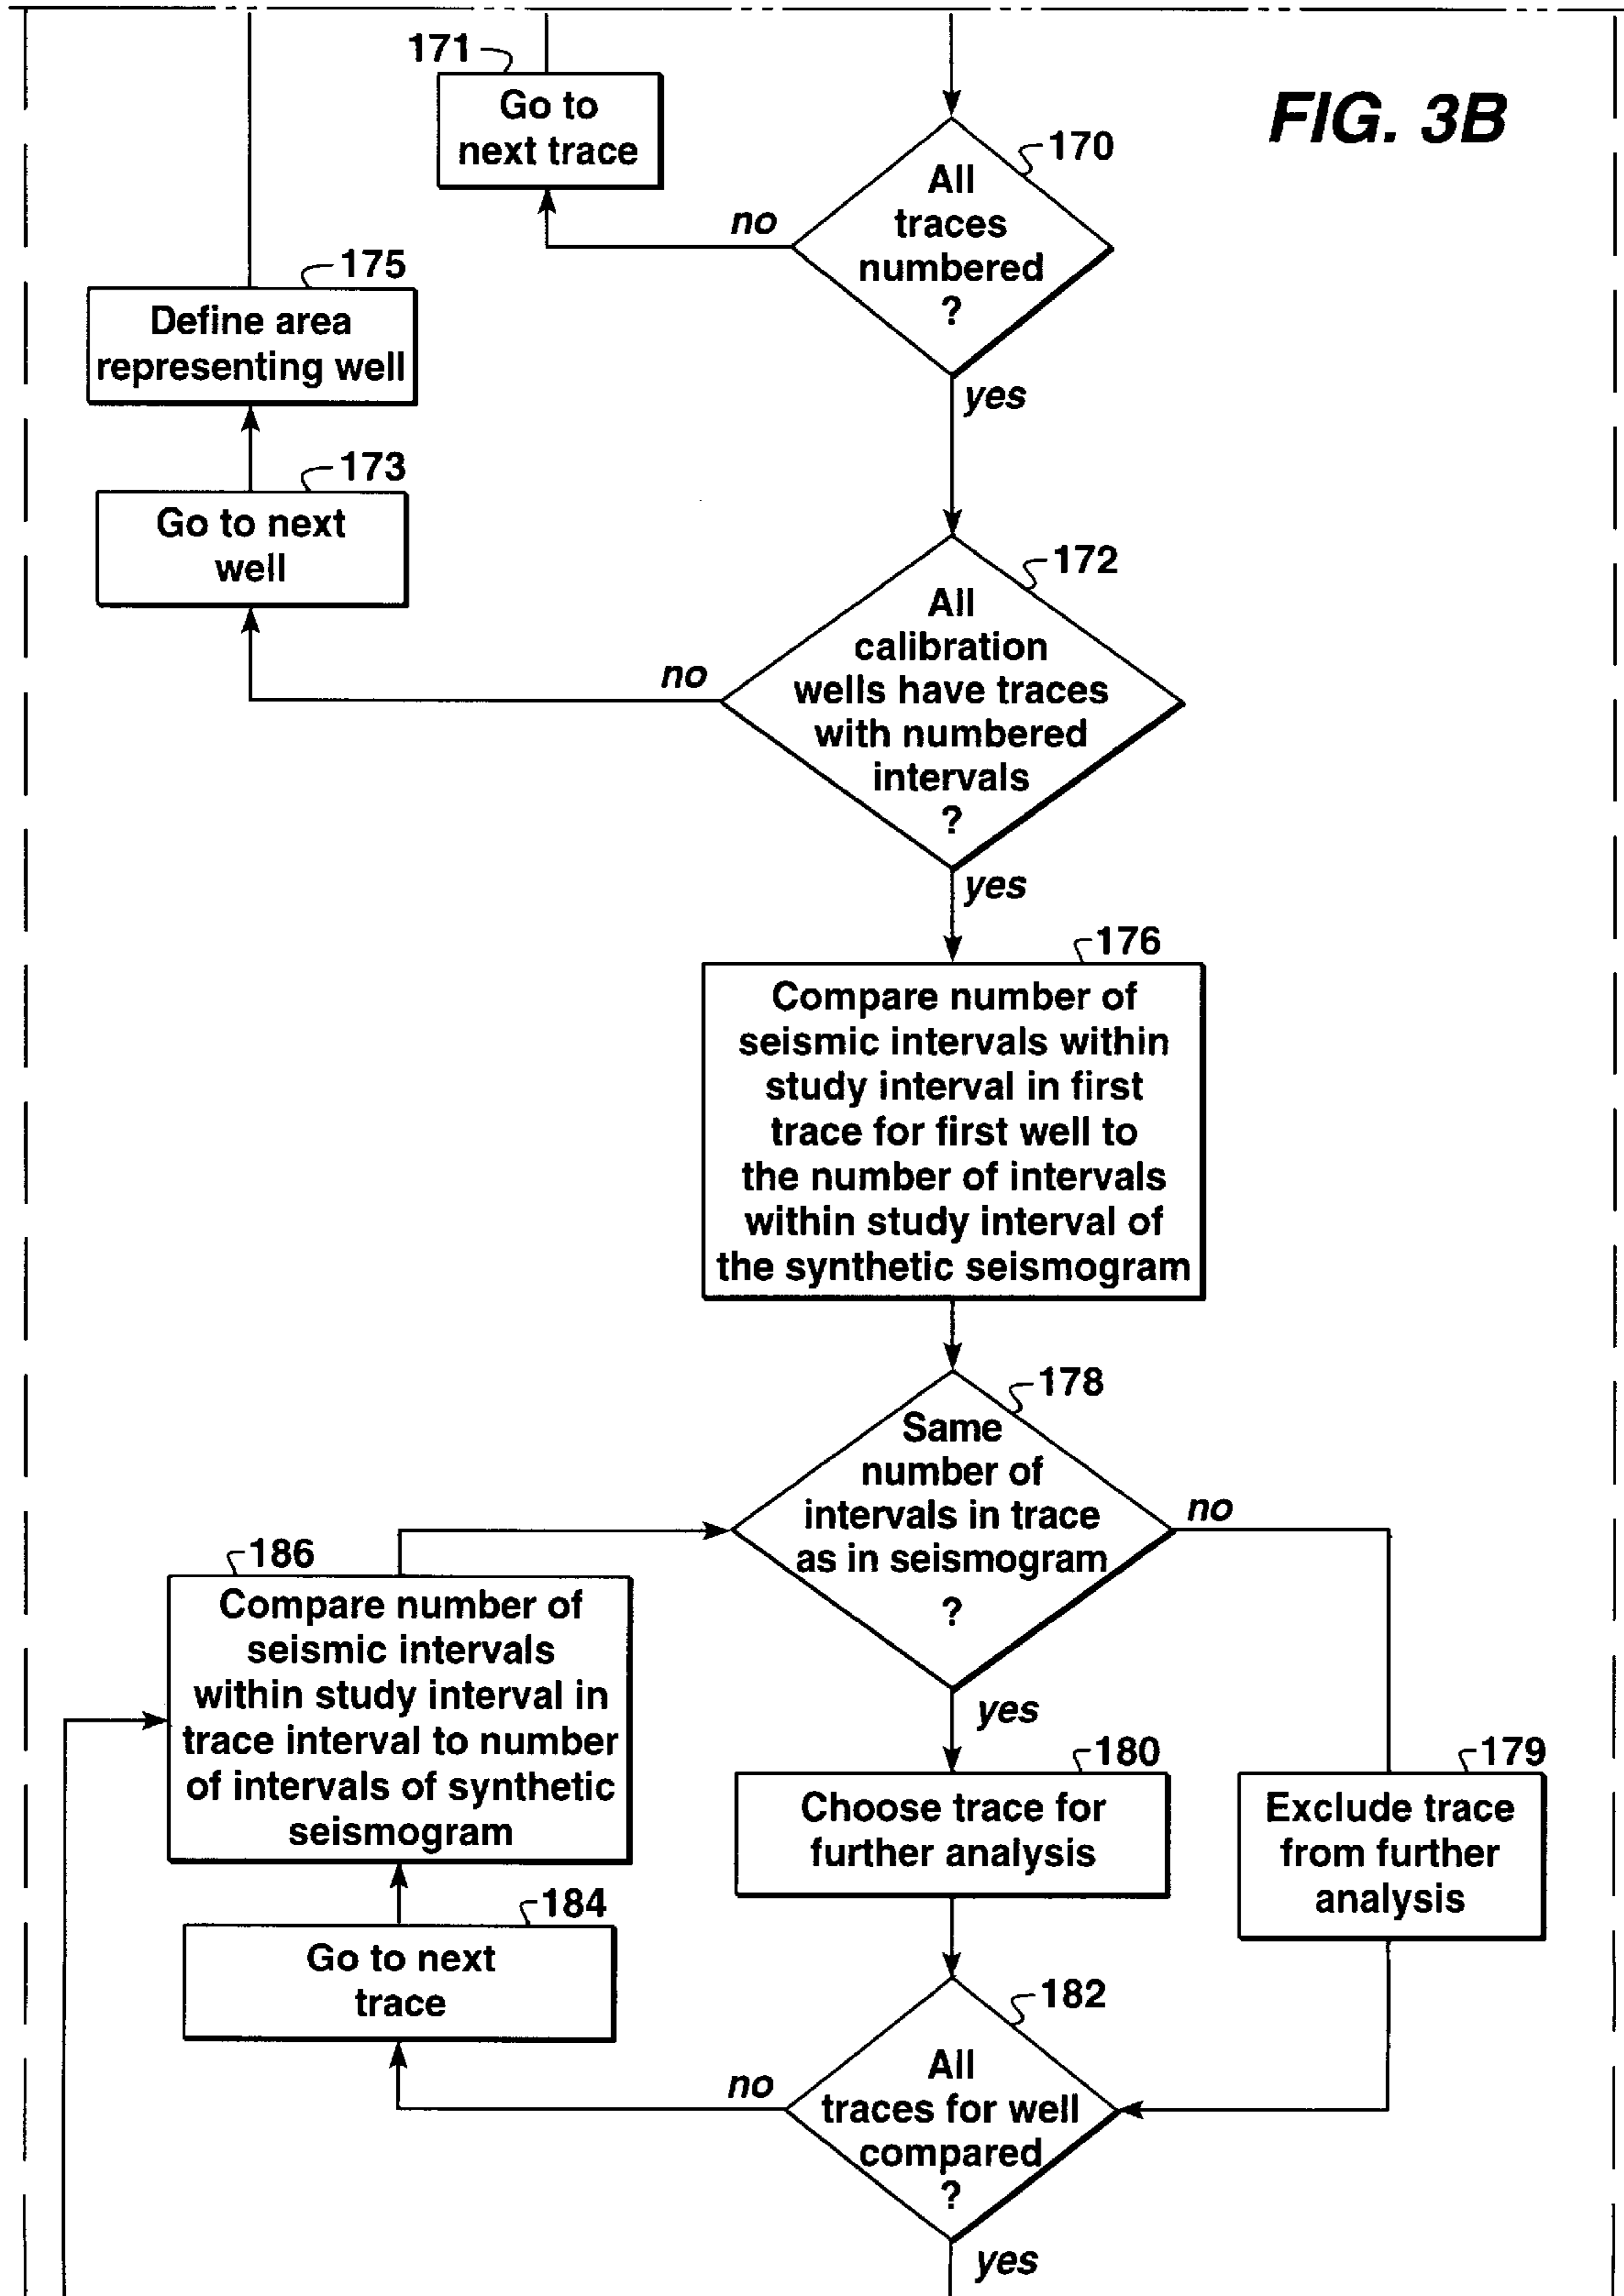 171
Go to
next trace
FIG. 3B
170
All
traces
numbered
?
no
yes
175
Define area
representing well
173
Go to next
well
172
All
calibration
wells have traces
with numbered
intervals
?
no
yes
176
Compare number of
seismic intervals within
study interval in first
trace for first well to
the number of intervals
within study interval of
the synthetic seismogram
178
Same
number of
intervals in trace
as in seismogram
?
no
yes
186
Compare number of
seismic intervals
within study interval in
trace interval to number
of intervals of synthetic
seismogram
180
Choose trace for
further analysis
179
Exclude trace
from further
analysis
184
Go to next
trace
182
All
traces for well
compared
?
no
yes